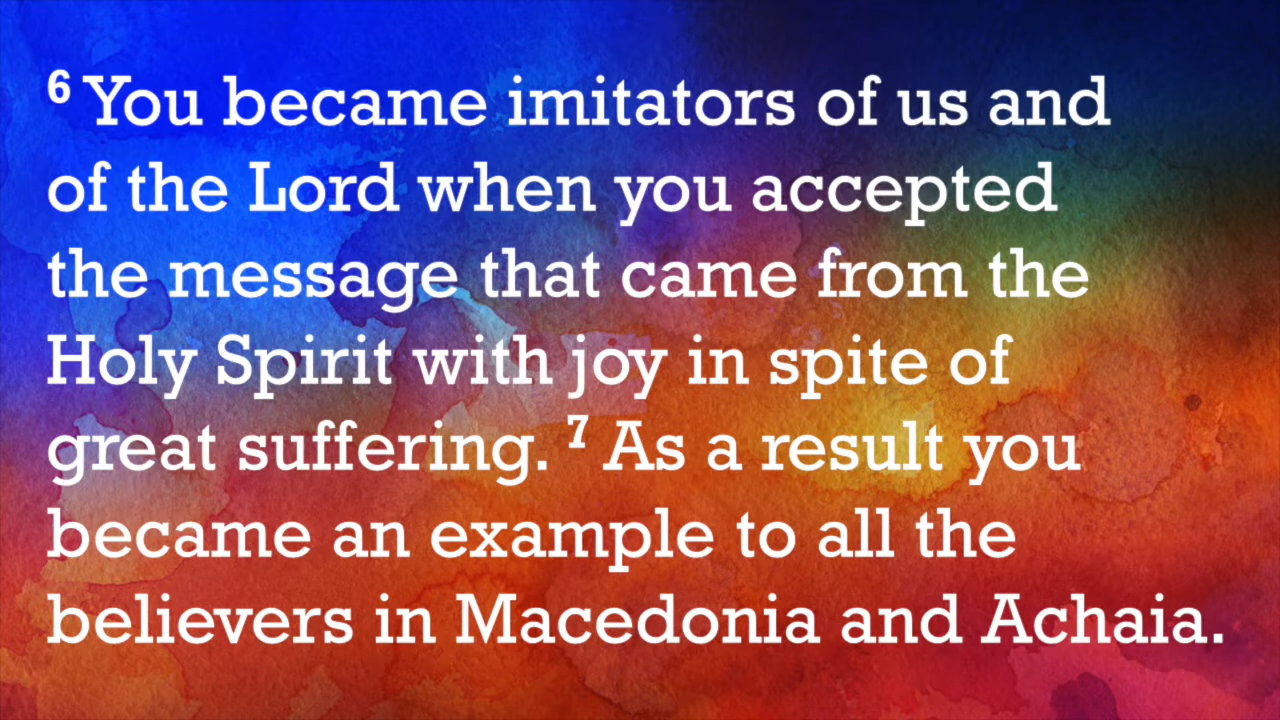 ⁶ You became imitators of us and
of the Lord when you accepted
the message that came from the
Holy Spirit with joy in spite of
great suffering. ⁷ As a result you
became an example to all the
believers in Macedonia and Achaia.